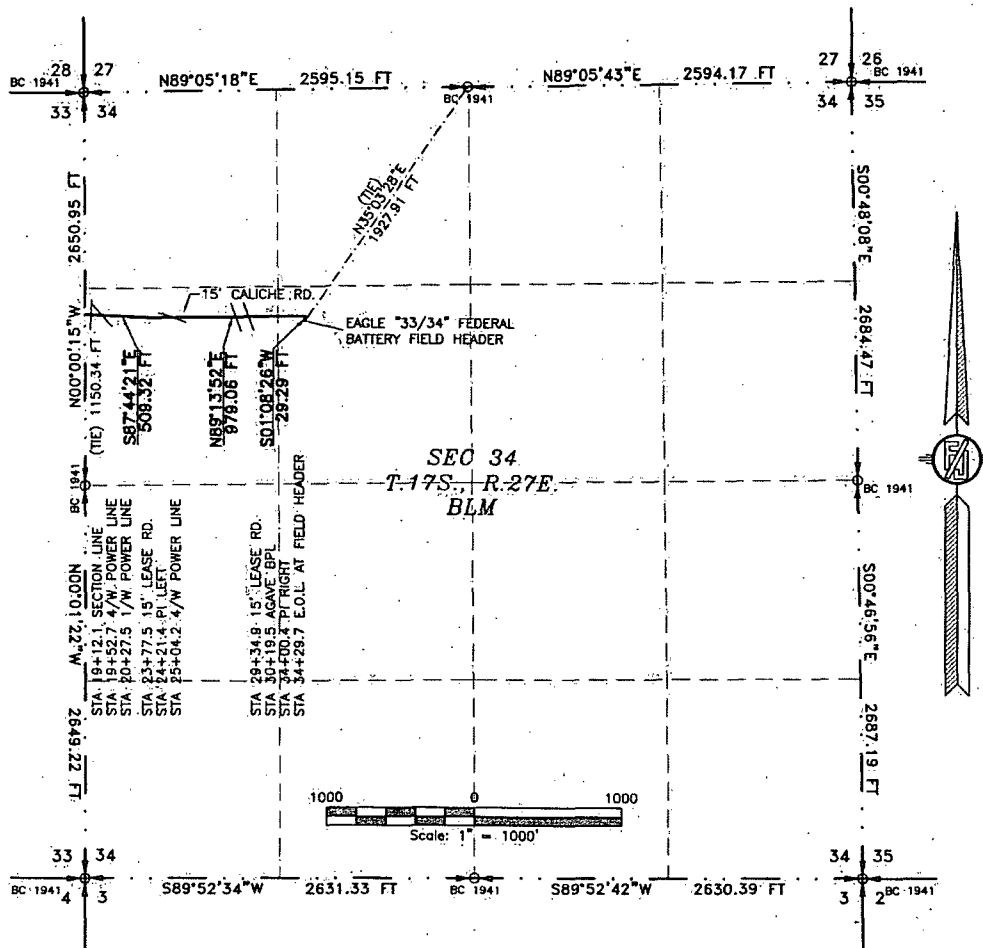 28 27
BC 1941
33 34
N89°05'18"E 2595.15 FT
BC 1941
N89°05'43"E 2594.17 FT
27 26
BC 1941
34 35
(TIE)
N35°03'28"E
1927.91 FT
N00°00'15"W 2650.95 FT
(TIE) 1150.34 FT
15' CALICHE RD.
EAGLE "33/34" FEDERAL
BATTERY FIELD HEADER
S87°44'21"E
509.32 FT
N89°13'52"E
979.06 FT
S01°08'26"W
29.29 FT
S00°48'08"E 2684.47 FT
SEC 34
T.17S., R.27E.
BLM
BC 1941
BC 1941
STA 19+12.1 SECTION LINE
STA 19+52.7 4/W POWER LINE
STA 20+27.5 1/W POWER LINE
STA 23+77.5 15' LEASE RD.
STA 24+21.4 PI LEFT
STA 25+04.2 4/W POWER LINE
STA 29+34.9 15' LEASE RD.
STA 30+19.5 AGAVE BPL
STA 34+00.4 PI RIGHT
STA 34+29.7 E.O.L. AT FIELD HEADER
N00°01'22"W 2649.22 FT
S00°46'56"E 2687.19 FT
1000 0 1000
Scale: 1" = 1000'
33 34
BC 1941
4 3
S89°52'34"W 2631.33 FT
BC 1941
S89°52'42"W 2630.39 FT
34 35
BC 1941
3 2